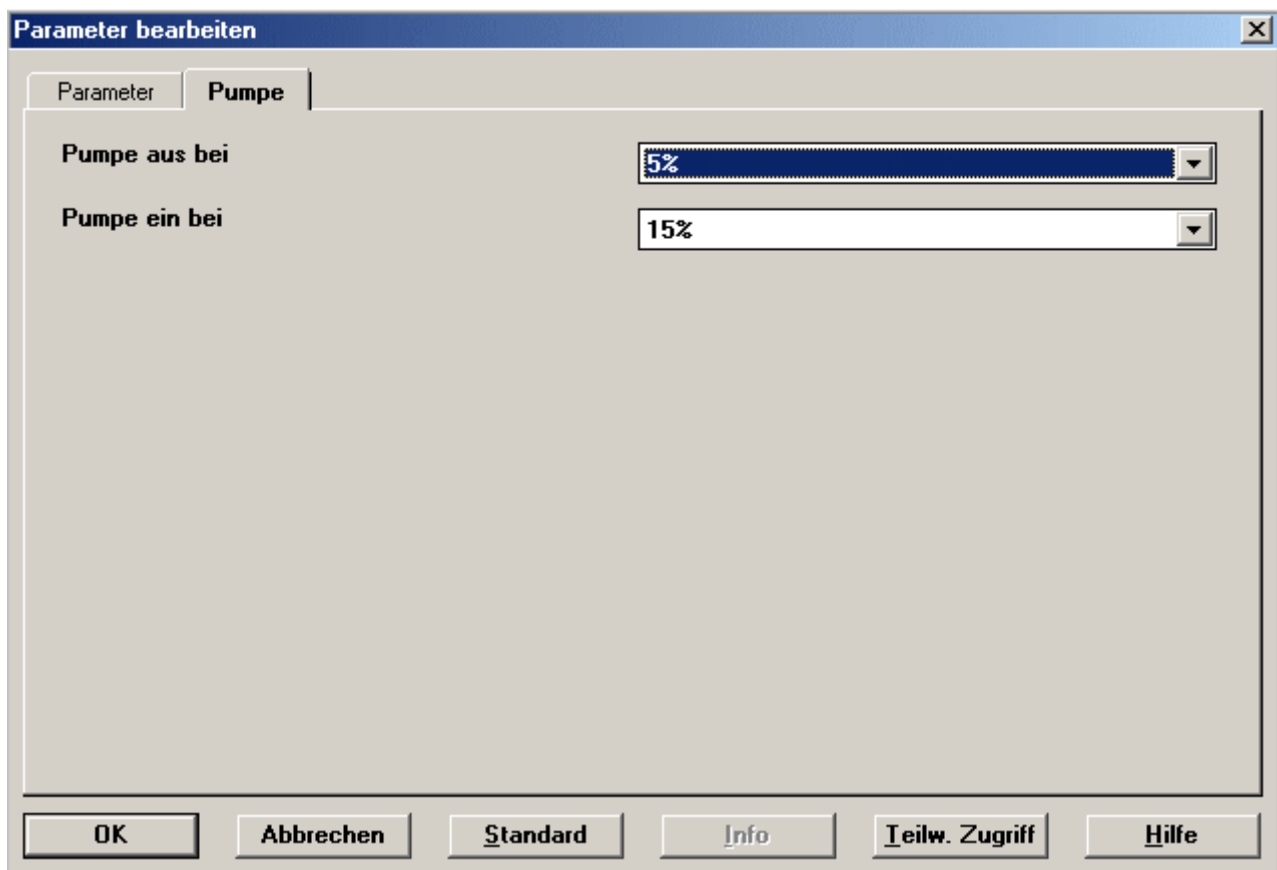 Parameter bearbeiten
Parameter
Pumpe
Pumpe aus bei
5%
Pumpe ein bei
15%
OK
Abbrechen
Standard
Info
Teilw. Zugriff
Hilfe